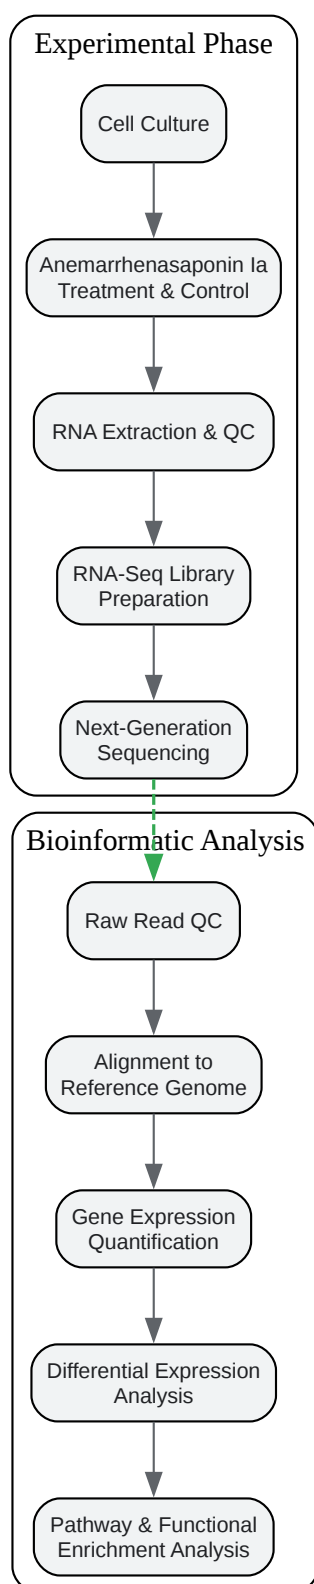 Experimental Phase
Cell Culture
Anemarrhenasaponin Ia
Treatment & Control
RNA Extraction & QC
RNA-Seq Library
Preparation
Next-Generation
Sequencing
Bioinformatic Analysis
Raw Read QC
Alignment to
Reference Genome
Gene Expression
Quantification
Differential Expression
Analysis
Pathway & Functional
Enrichment Analysis